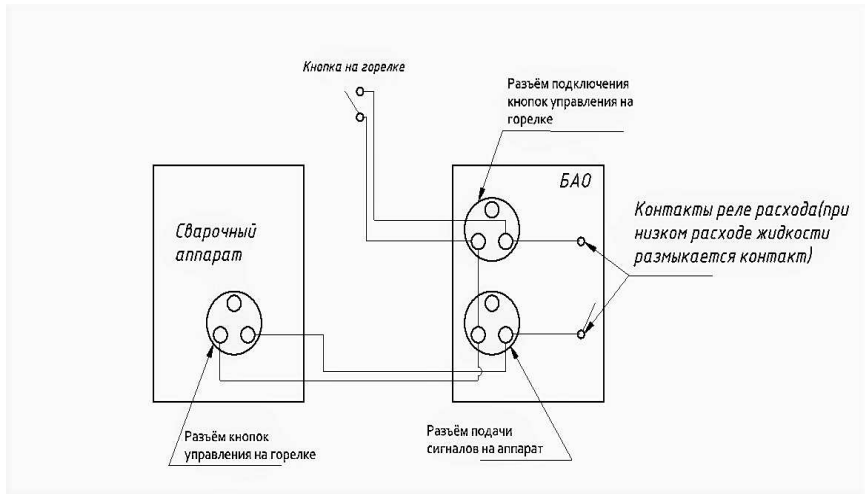 Кнопка на горелке
Разъём подключения
кнопок управления на
горелке
БАО
Сварочный
аппарат
Контакты реле расхода(при
низком расходе жидкости
размыкается контакт)
Разъём кнопок
управления на горелке
Разъём подачи
сигналов на аппарат